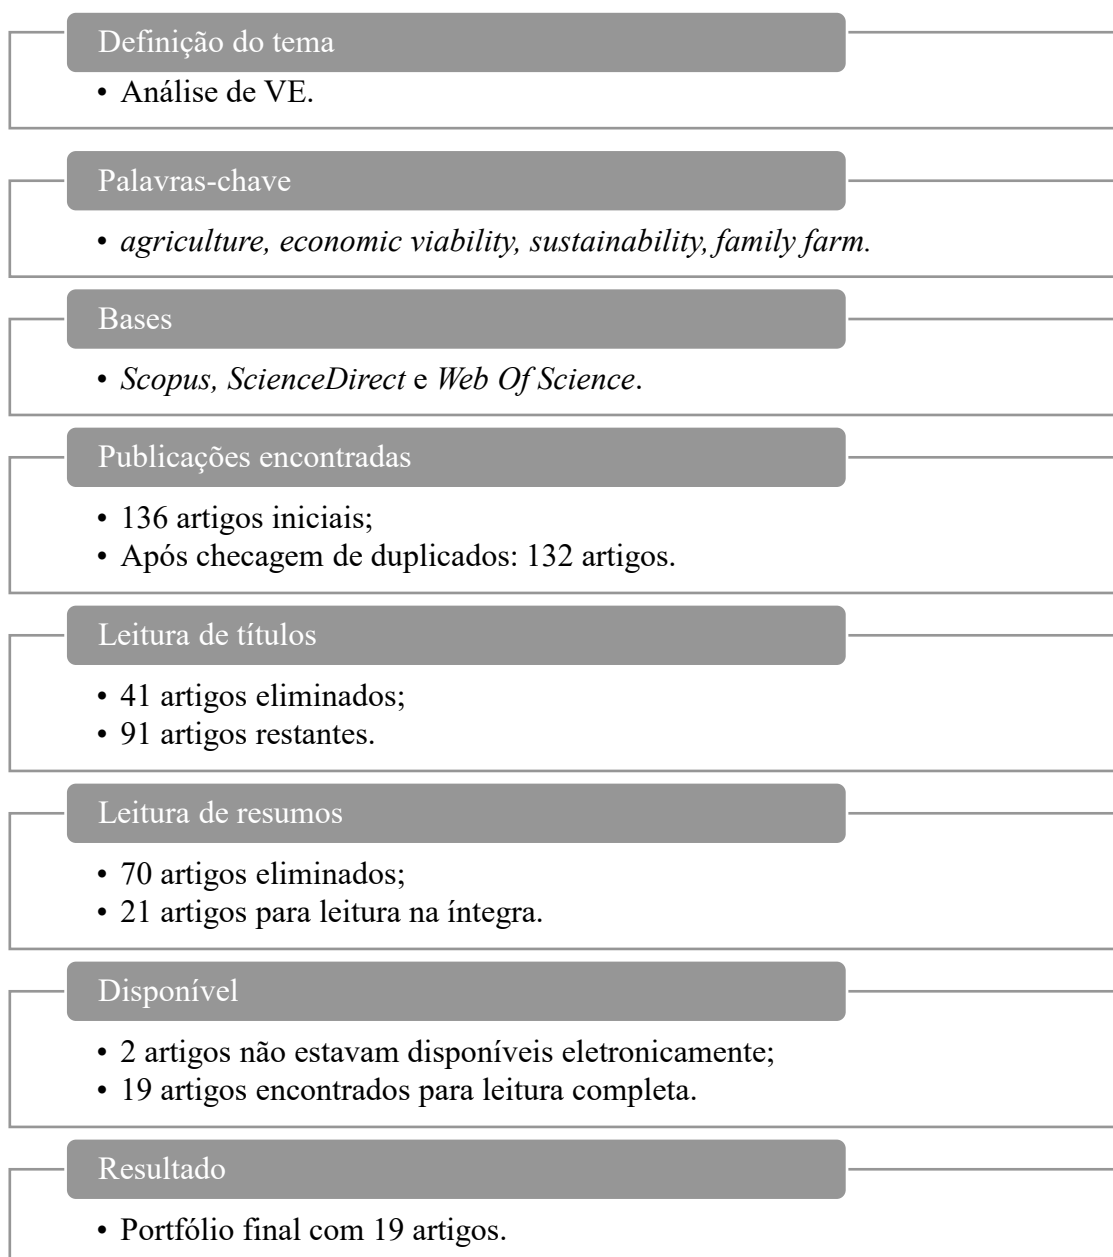 Definição do tema
• Análise de VE.
Palavras-chave
• agriculture, economic viability, sustainability, family farm.
Bases
• Scopus, ScienceDirect e Web Of Science.
Publicações encontradas
• 136 artigos iniciais;
• Após checagem de duplicados: 132 artigos.
Leitura de títulos
• 41 artigos eliminados;
• 91 artigos restantes.
Leitura de resumos
• 70 artigos eliminados;
• 21 artigos para leitura na íntegra.
Disponível
• 2 artigos não estavam disponíveis eletronicamente;
• 19 artigos encontrados para leitura completa.
Resultado
• Portfólio final com 19 artigos.